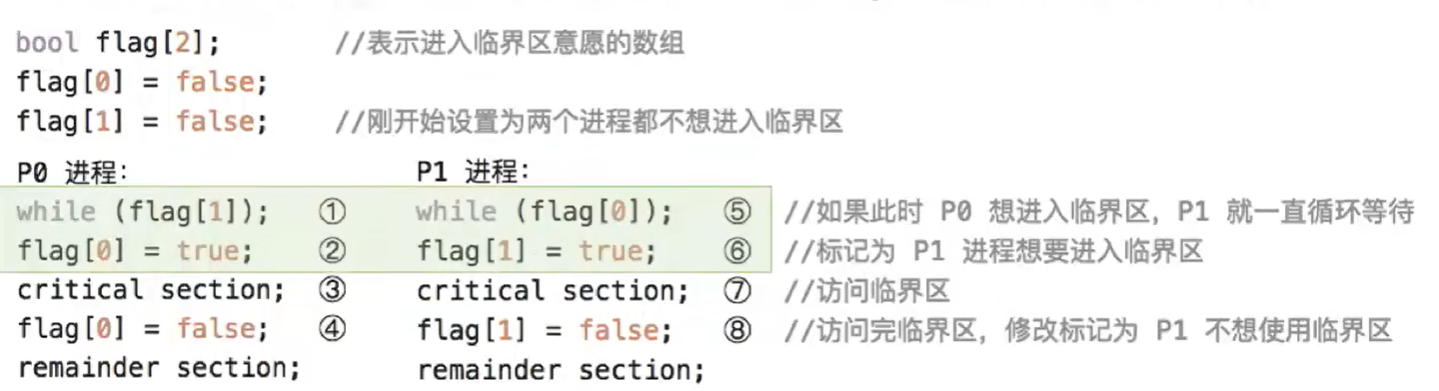 bool flag[2]; //表示进入临界区意愿的数组
flag[0] = false;
flag[1] = false; //刚开始设置为两个进程都不想进入临界区
P0 进程: P1 进程:
while (flag[1]); ① while (flag[0]); ⑤ //如果此时 P0 想进入临界区，P1 就一直循环等待
flag[0] = true; ② flag[1] = true; ⑥ //标记为 P1 进程想要进入临界区
critical section; ③ critical section; ⑦ //访问临界区
flag[0] = false; ④ flag[1] = false; ⑧ //访问完临界区，修改标记为 P1 不想使用临界区
remainder section; remainder section;